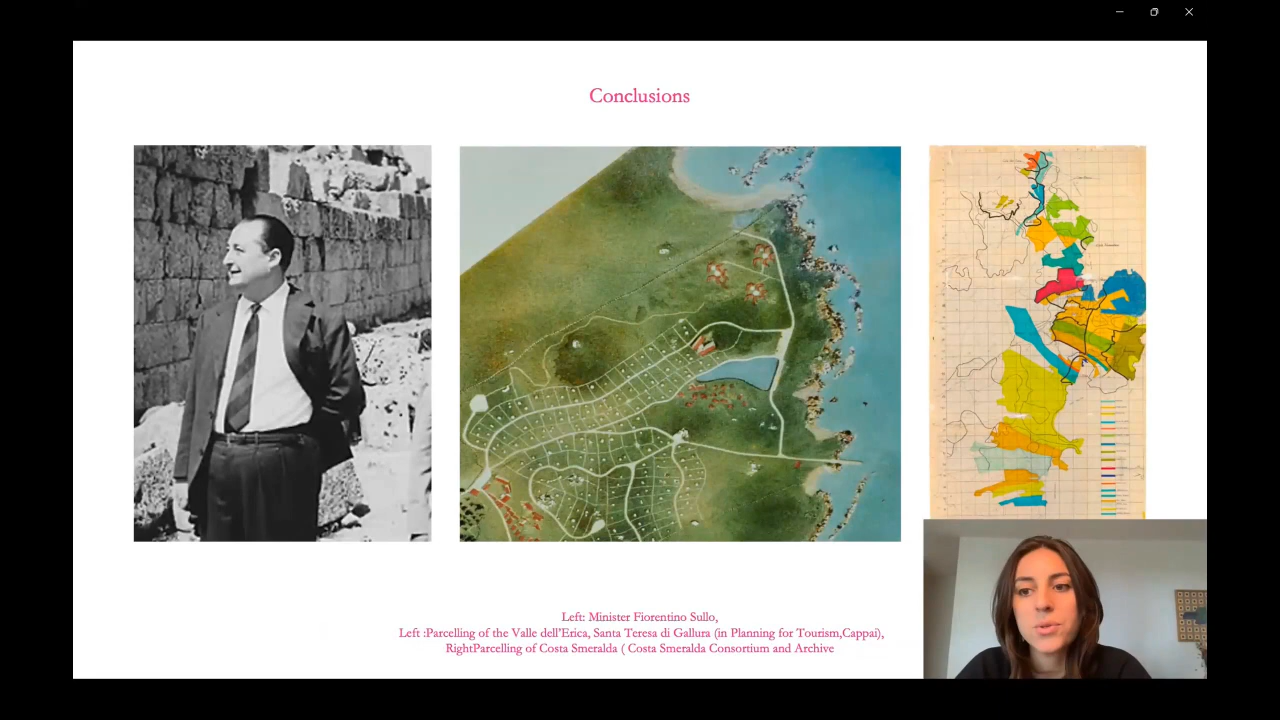 Conclusions
Left: Minister Fiorentino Sullo,
Left :Parcelling of the Valle dell'Erica, Santa Teresa di Gallura (in Planning for Tourism,Cappai),
RightParcelling of Costa Smeralda ( Costa Smeralda Consortium and Archive